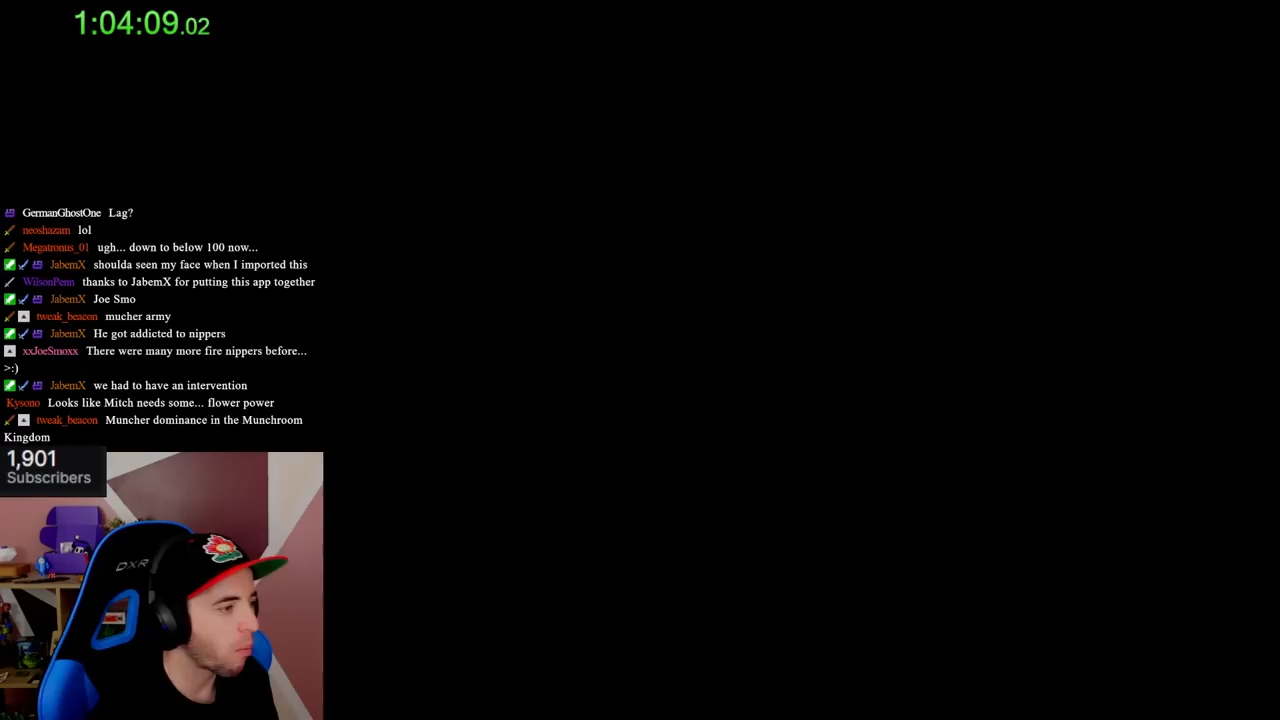 1:04:09.02
GermanGhostOne Lag?
neoshazam lol
Megatronus_01 ugh... down to below 100 now...
JabemX shoulda seen my face when I imported this
WilsonPenn thanks to JabemX for putting this app together
JabemX Joe Smo
tweak_beacon mucher army
JabemX He got addicted to nippers
xxJoeSmoxx There were many more fire nippers before...
>:)
JabemX we had to have an intervention
Kysono Looks like Mitch needs some... flower power
tweak_beacon Muncher dominance in the Munchroom
Kingdom
1,901
Subscribers
DXR